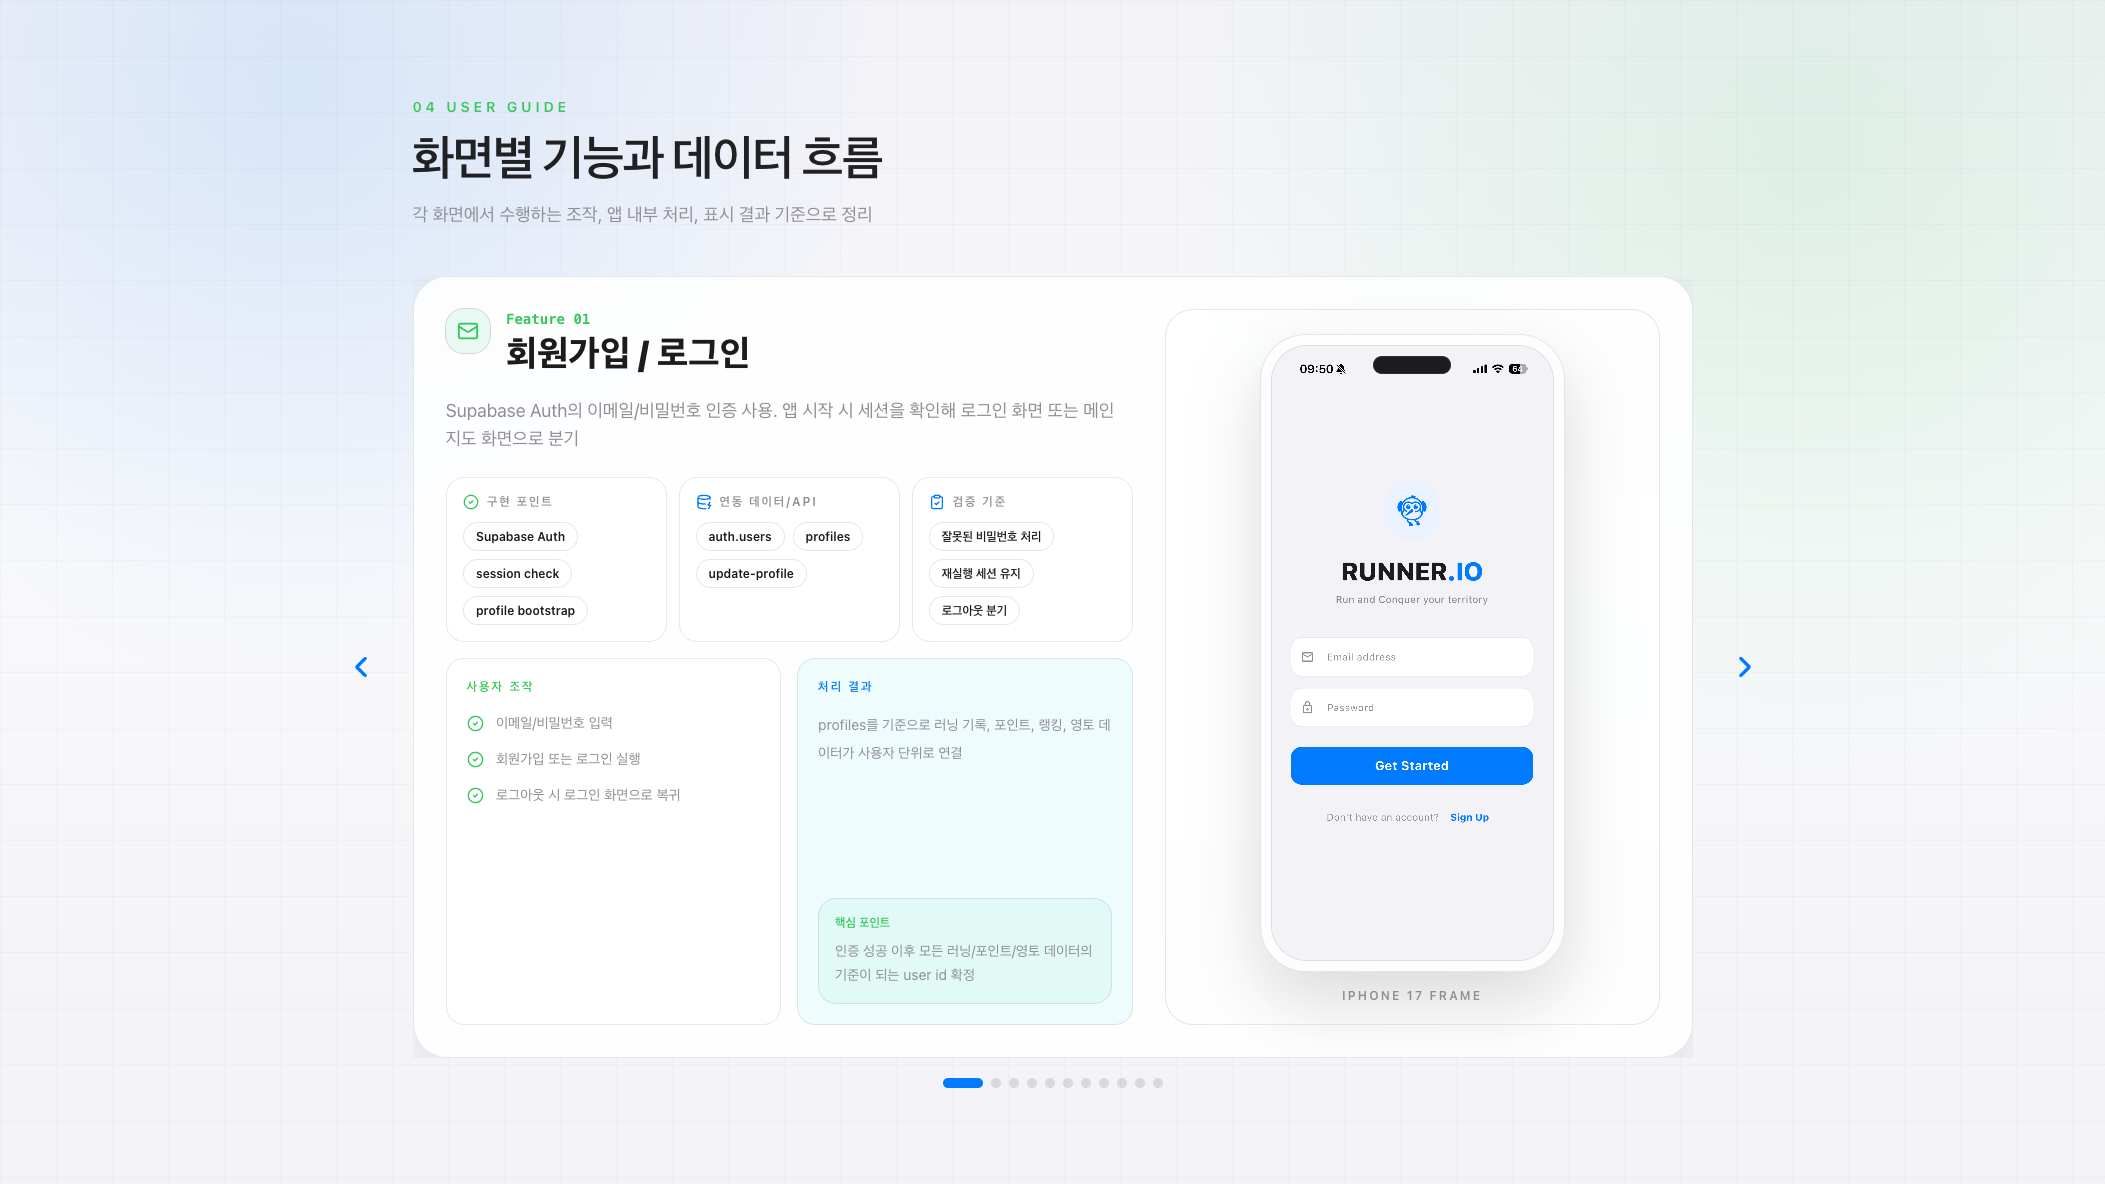 04 USER GUIDE
화면별 기능과 데이터 흐름
각 화면에서 수행하는 조작, 앱 내부 처리, 표시 결과 기준으로 정리
Feature 01
회원가입 / 로그인
Supabase Auth의 이메일/비밀번호 인증 사용. 앱 시작 시 세션을 확인해 로그인 화면 또는 메인
지도 화면으로 분기
구현 포인트
Supabase Auth
session check
profile bootstrap
연동 데이터/API
auth.users profiles
update-profile
검증 기준
잘못된 비밀번호 처리
재실행 세션 유지
로그아웃 분기
사용자 조작
이메일/비밀번호 입력
회원가입 또는 로그인 실행
로그아웃 시 로그인 화면으로 복귀
처리 결과
profiles를 기준으로 러닝 기록, 포인트, 랭킹, 영토 데
이터가 사용자 단위로 연결
핵심 포인트
인증 성공 이후 모든 러닝/포인트/영토 데이터의
기준이 되는 user id 확정
09:50 64
RUNNER.IO
Run and Conquer your territory
Email address
Password
Get Started
Don't have an account? Sign Up
IPHONE 17 FRAME